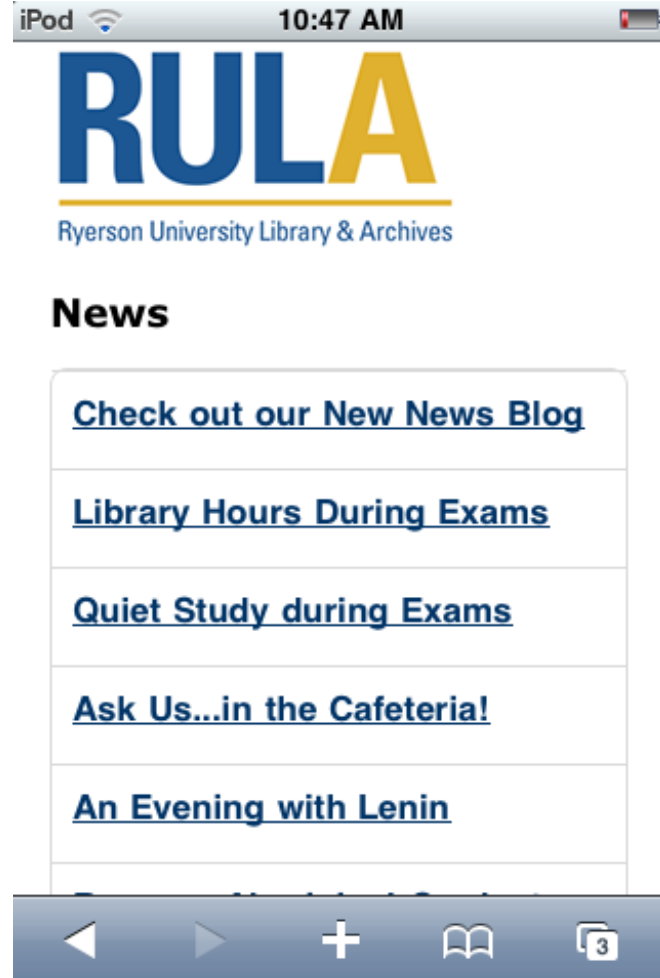 iPod 10:47 AM
RULA
Ryerson University Library & Archives
News
Check out our New News Blog
Library Hours During Exams
Quiet Study during Exams
Ask Us...in the Cafeteria!
An Evening with Lenin
3